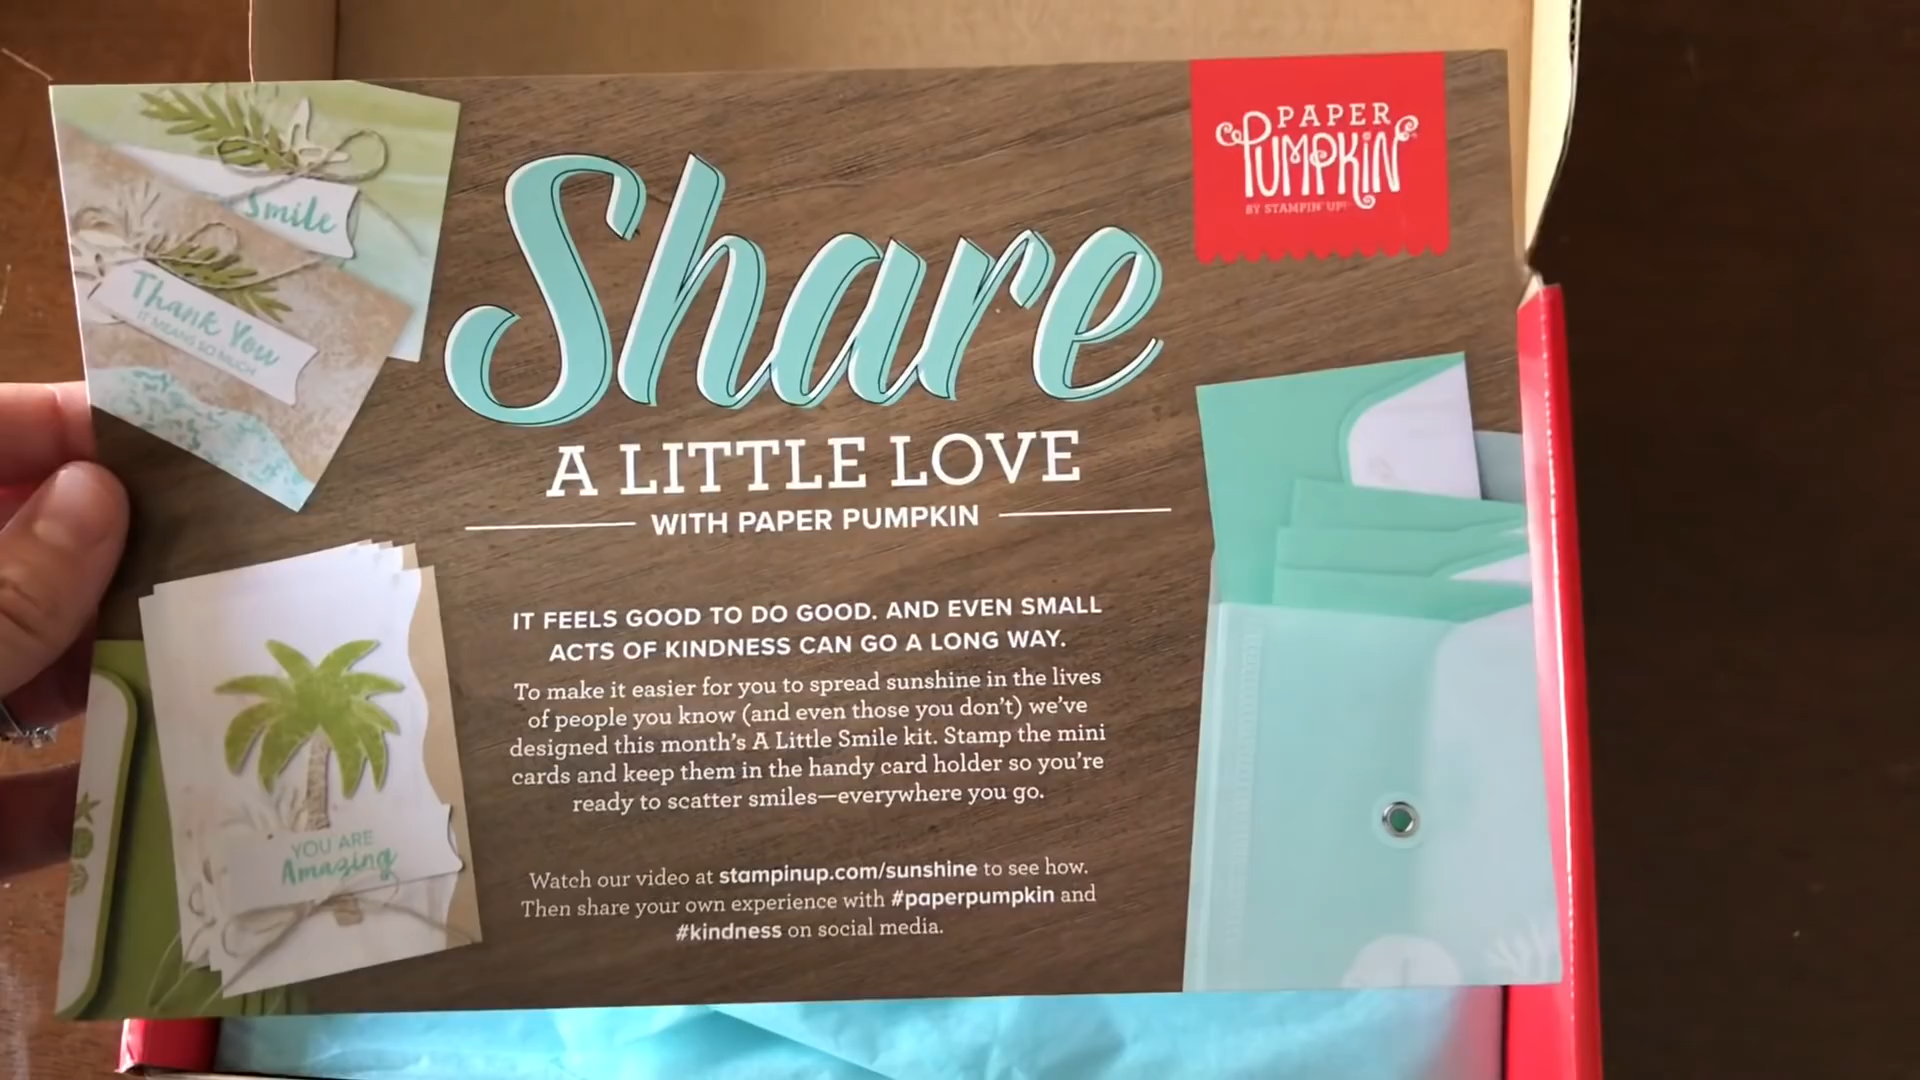 Smile
Thank You
IT MEANS SO MUCH
Share
A LITTLE LOVE
WITH PAPER PUMPKIN
PAPER
PUMPKIN
BY STAMPIN' UP!
IT FEELS GOOD TO DO GOOD. AND EVEN SMALL
ACTS OF KINDNESS CAN GO A LONG WAY.
To make it easier for you to spread sunshine in the lives
of people you know (and even those you don't) we've
designed this month's A Little Smile kit. Stamp the mini
cards and keep them in the handy card holder so you're
ready to scatter smiles—everywhere you go.
Watch our video at stampinup.com/sunshine to see how.
Then share your own experience with #paperpumpkin and
#kindness on social media.
YOU ARE
Amazing